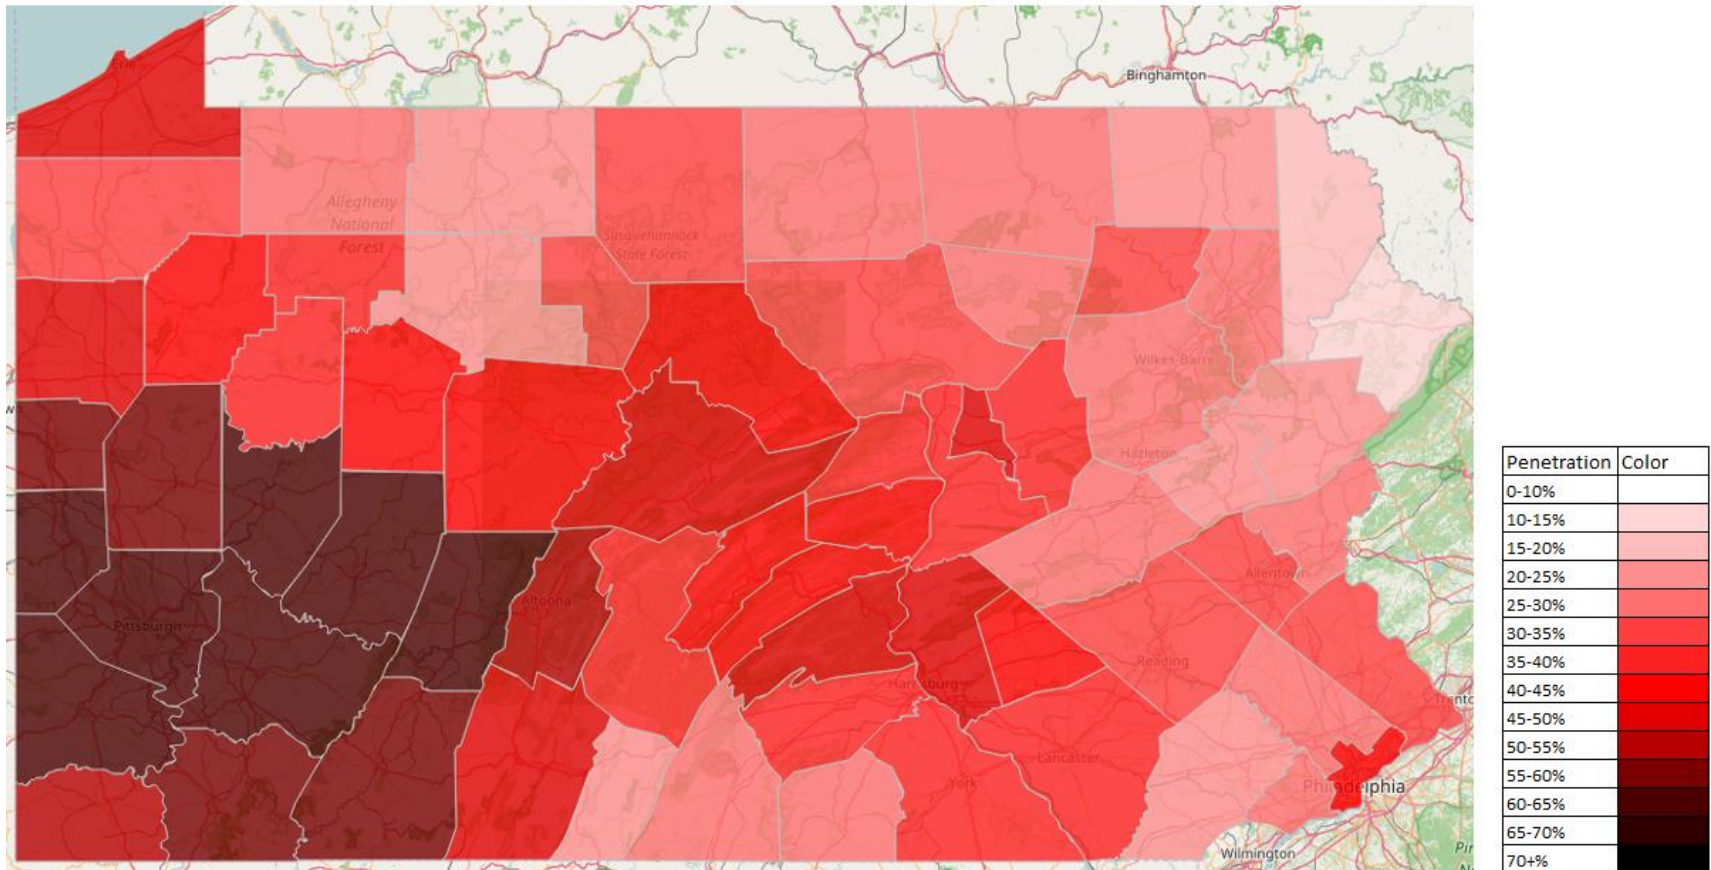 Erie
Binghamton
Allegheny
National
Forest
Susquehannock
State Forest
Wilkes-Barre
Hazleton
Allentown
Altoona
Pittsburgh
Reading
Harrisburg
Trento
Lancaster
York
Philadelphia
Wilmington
Penetration Color
0-10%
10-15%
15-20%
20-25%
25-30%
30-35%
35-40%
40-45%
45-50%
50-55%
55-60%
60-65%
65-70%
70+%